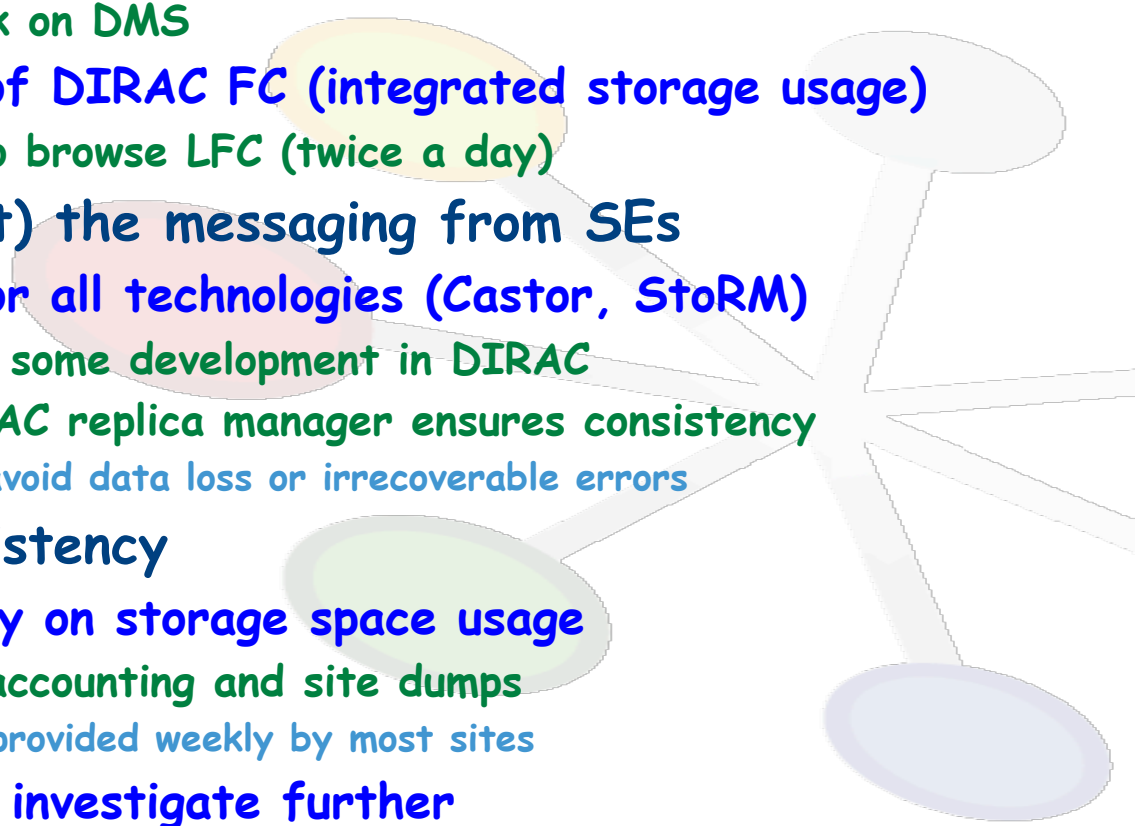 on DMS
of DIRAC FC (integrated storage usage)
browse LFC (twice a day)
t) the messaging from SEs
or all technologies (Castor, StoRM)
some development in DIRAC
AC replica manager ensures consistency
avoid data loss or irrecoverable errors
stency
y on storage space usage
accounting and site dumps
provided weekly by most sites
investigate further